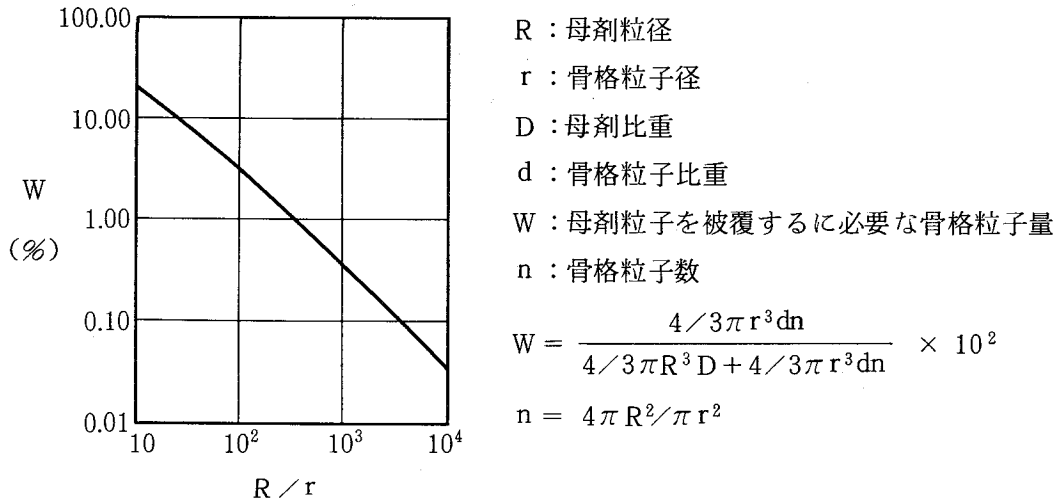 100.00
10.00
1.00
0.10
0.01
W
(%)
10 10² 10³ 10⁴
R／r
R：母剤粒径
r：骨格粒子径
D：母剤比重
d：骨格粒子比重
W：母剤粒子を被覆するに必要な骨格粒子量
n：骨格粒子数
W＝ 4／3πr³dn / 4／3πR³D＋4／3πr³dn × 10²
n＝ 4πR²／πr²